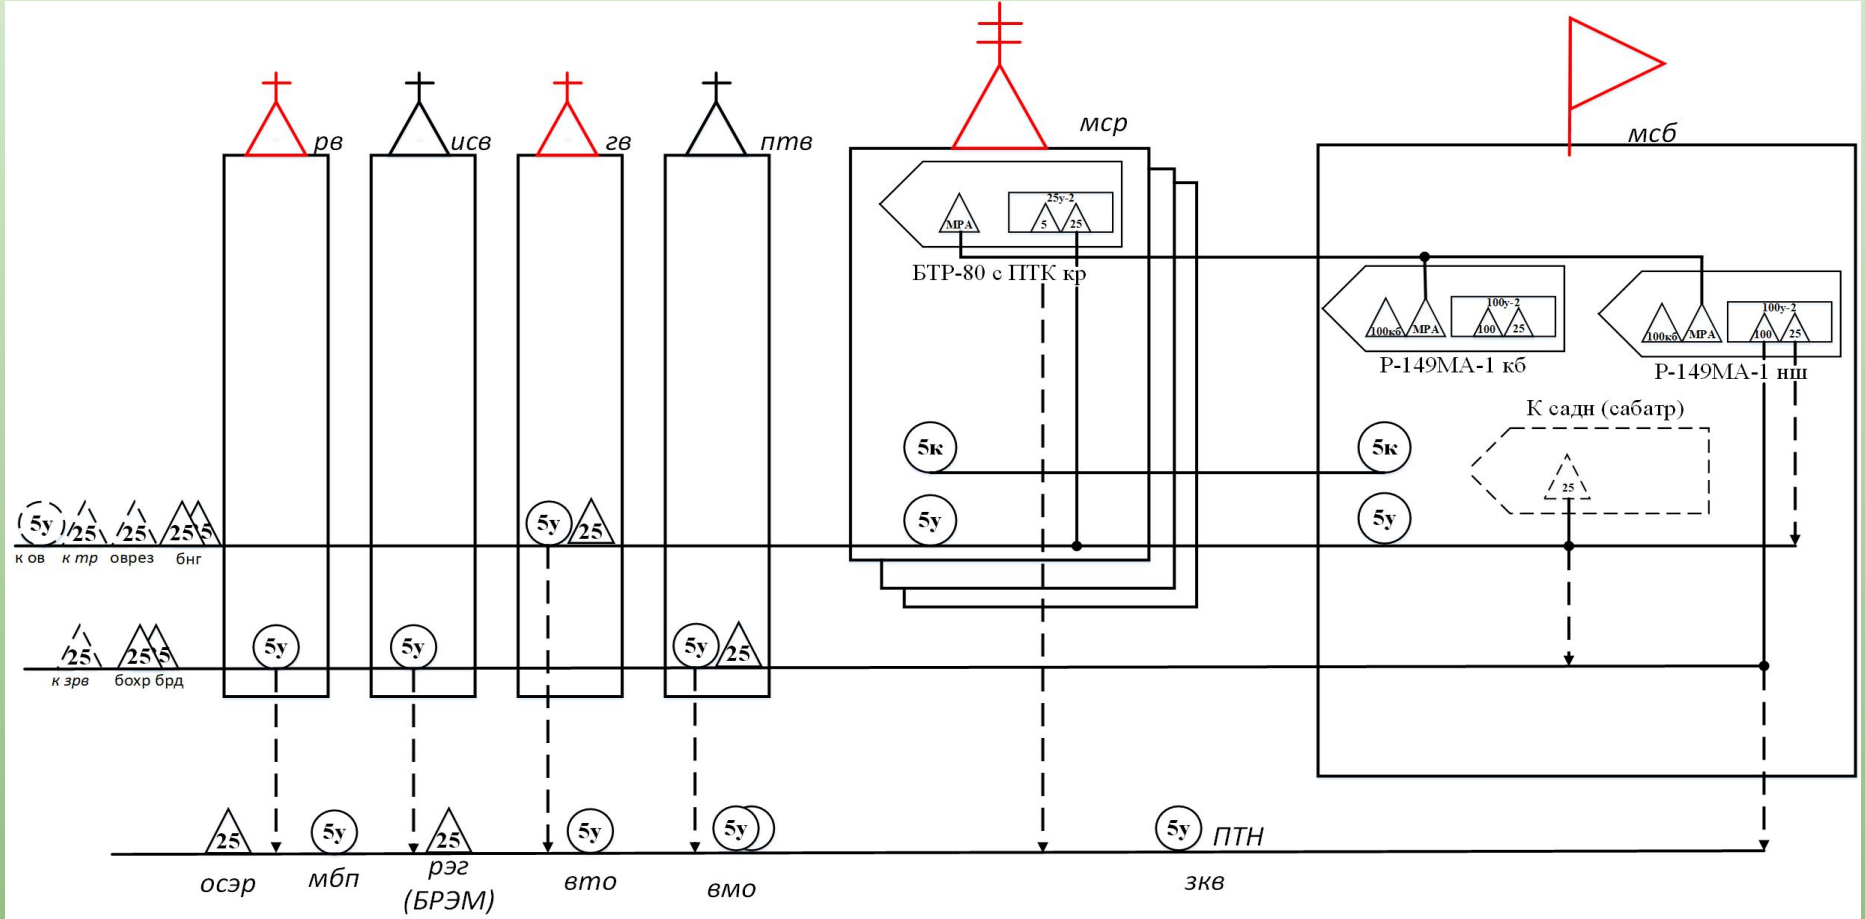 рв
исв
гв
птв
мср
мсб
МРА
25у-2
5
25
БТР-80 с ПТК кр
100кб
МРА
100у-2
100
25
Р-149МА-1 кб
100кб
МРА
100у-2
100
25
Р-149МА-1 нш
К садн (сабатр)
25
5к
5к
5у
5у
5у
25
25
25
5
5у
25
к ов
к тр
оврез
бнг
25
25
5
5у
5у
5у
25
к зрв
бохр брд
25
5у
25
5у
5у
5у
ПТН
осэр
мбп
рэг
(БРЭМ)
вто
вмо
зкв